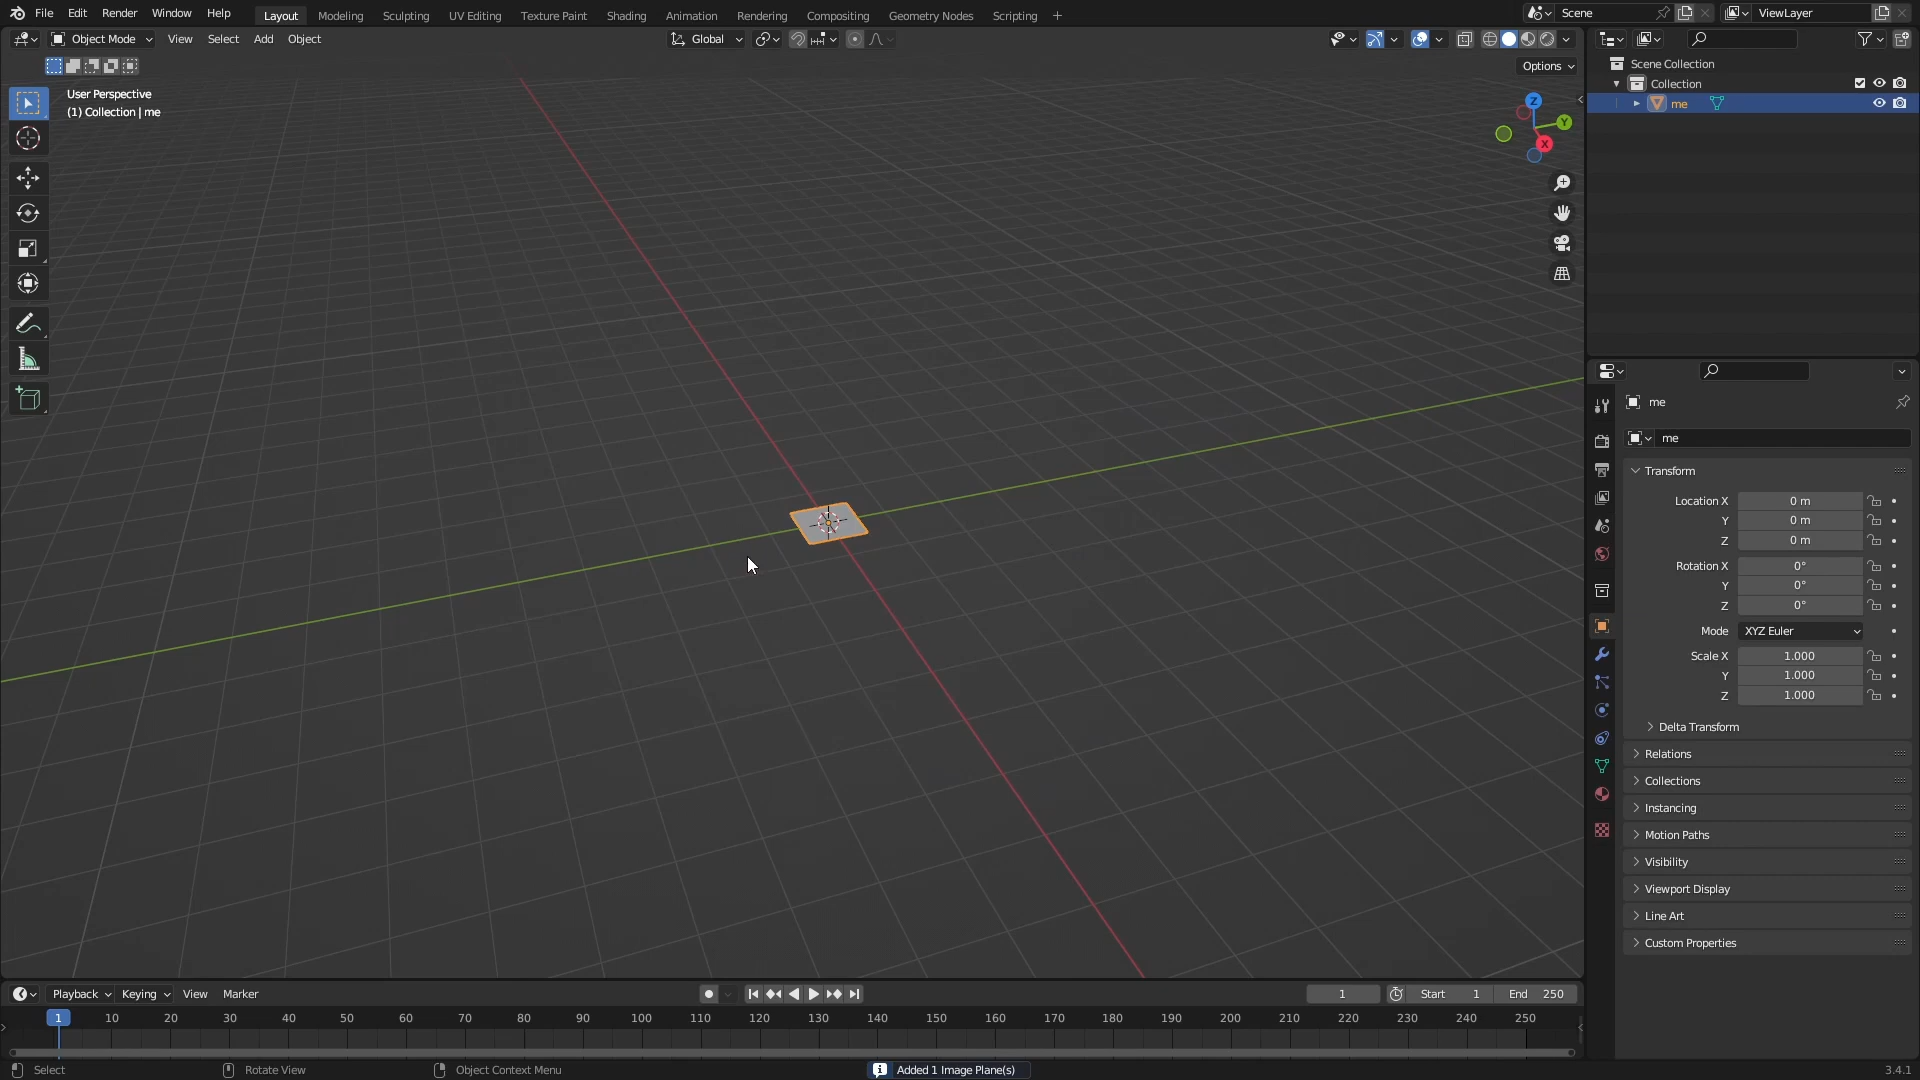 File Edit Render Window Help Layout Modeling Sculpting UV Editing Texture Paint Shading Animation Rendering Compositing Geometry Nodes Scripting + Scene ViewLayer
Object Mode View Select Add Object Global
Options
User Perspective
(1) Collection | me
Z
Y
X
Scene Collection
Collection
me
me
me
Transform
Location X 0 m
Y 0 m
Z 0 m
Rotation X 0°
Y 0°
Z 0°
Mode XYZ Euler
Scale X 1.000
Y 1.000
Z 1.000
Delta Transform
Relations
Collections
Instancing
Motion Paths
Visibility
Viewport Display
Line Art
Custom Properties
Playback Keying View Marker 1 Start 1 End 250
1 10 20 30 40 50 60 70 80 90 100 110 120 130 140 150 160 170 180 190 200 210 220 230 240 250
Select Rotate View Object Context Menu Added 1 Image Plane(s) 3.4.1